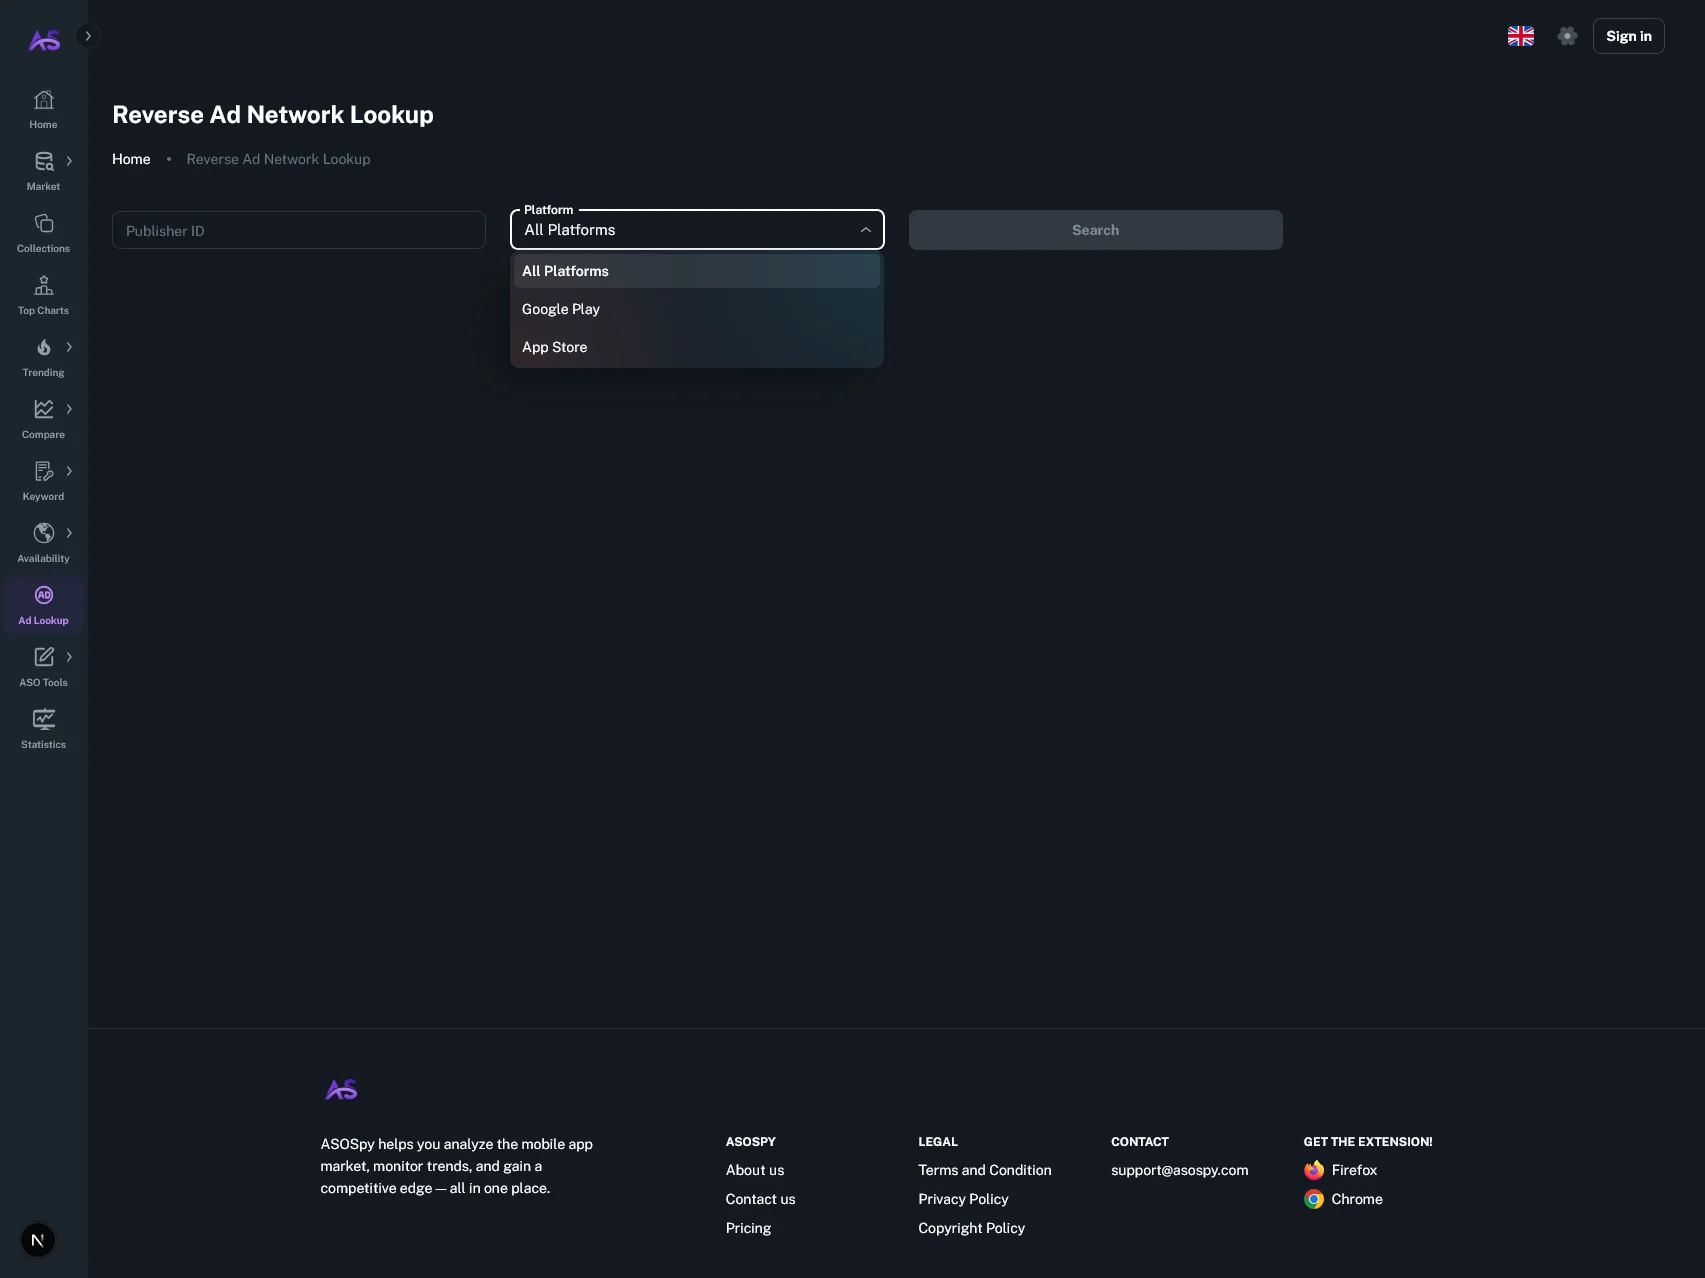 AS
Home
Market
Collections
Top Charts
Trending
Compare
Keyword
Availability
AD
Ad Lookup
ASO Tools
Statistics
N
Sign in
Reverse Ad Network Lookup
Home • Reverse Ad Network Lookup
Publisher ID
Platform
All Platforms
All Platforms
Google Play
App Store
Search
AS
ASOSpy helps you analyze the mobile app
market, monitor trends, and gain a
competitive edge — all in one place.
ASOSPY
About us
Contact us
Pricing
LEGAL
Terms and Condition
Privacy Policy
Copyright Policy
CONTACT
support@asospy.com
GET THE EXTENSION!
Firefox
Chrome